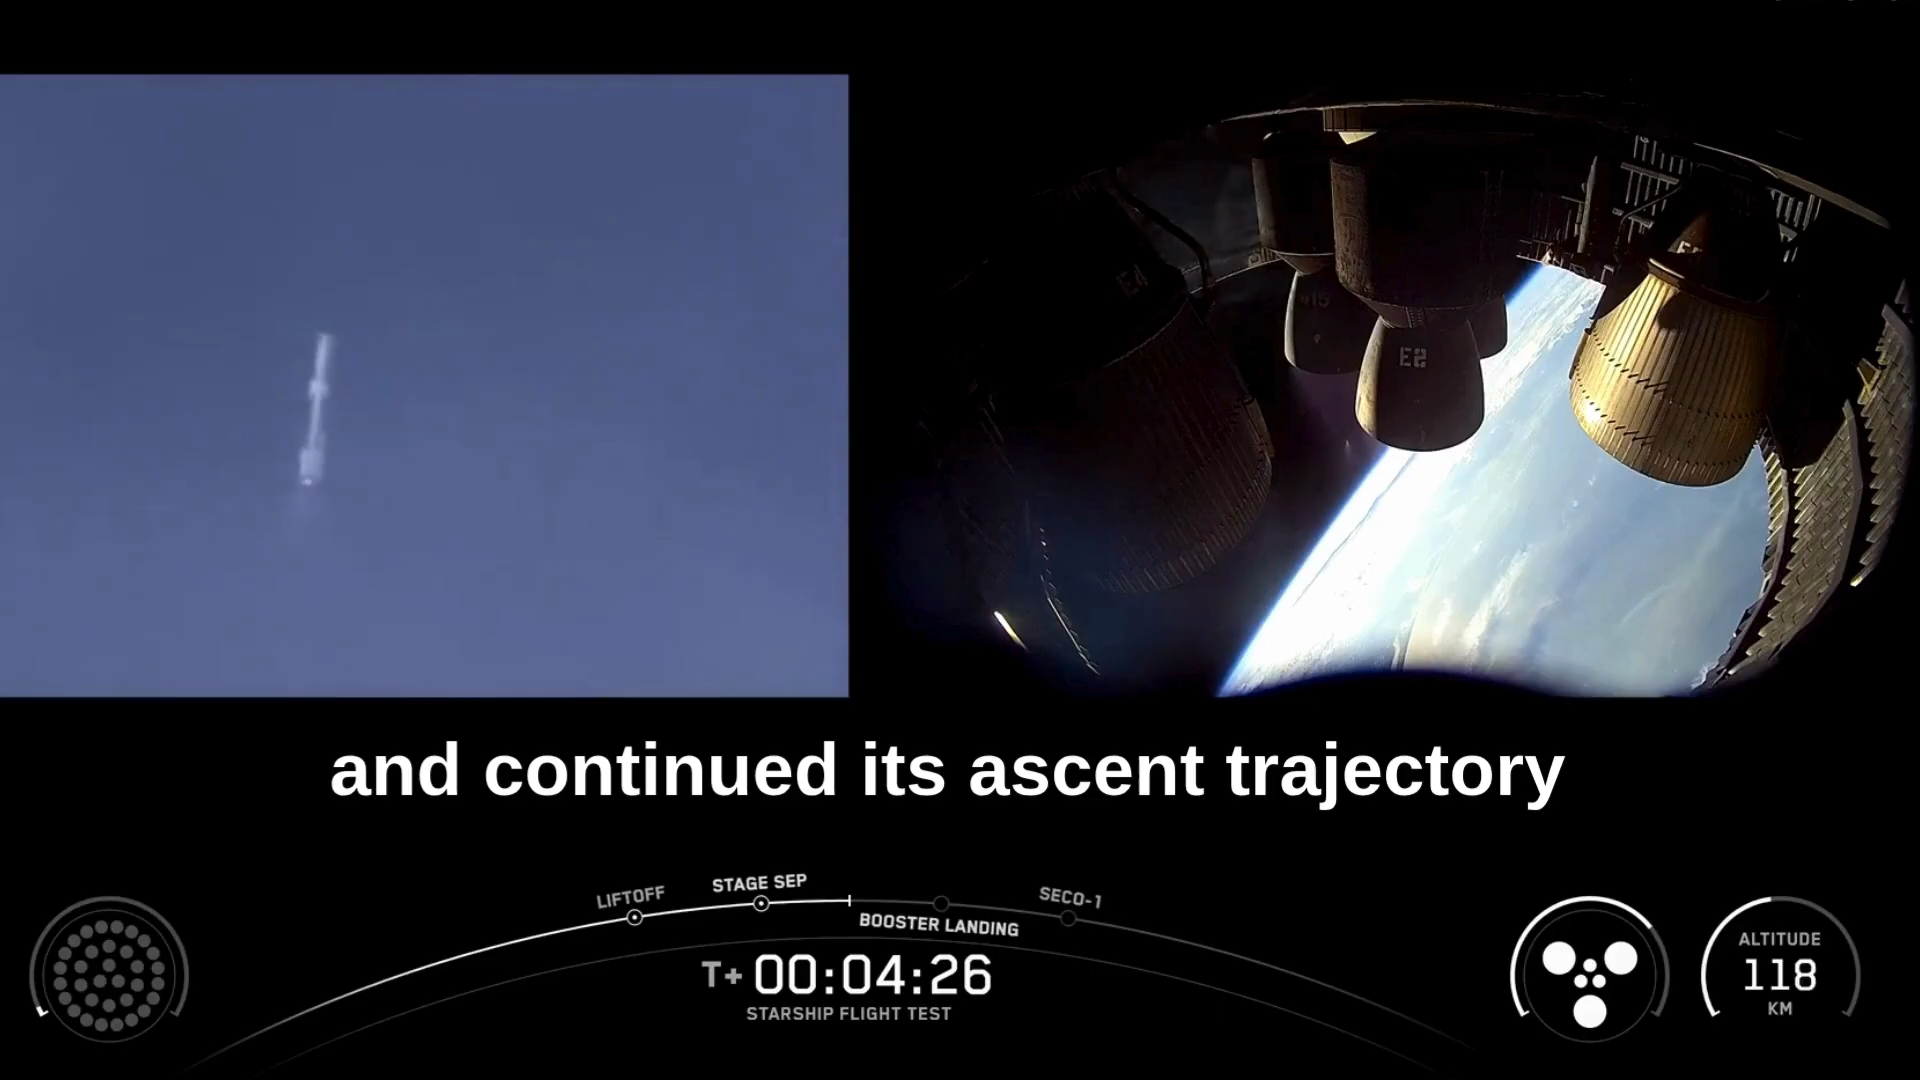 E4
E2
and continued its ascent trajectory
LIFTOFF
STAGE SEP
BOOSTER LANDING
SECO-1
T+ 00:04:26
STARSHIP FLIGHT TEST
ALTITUDE
118
KM